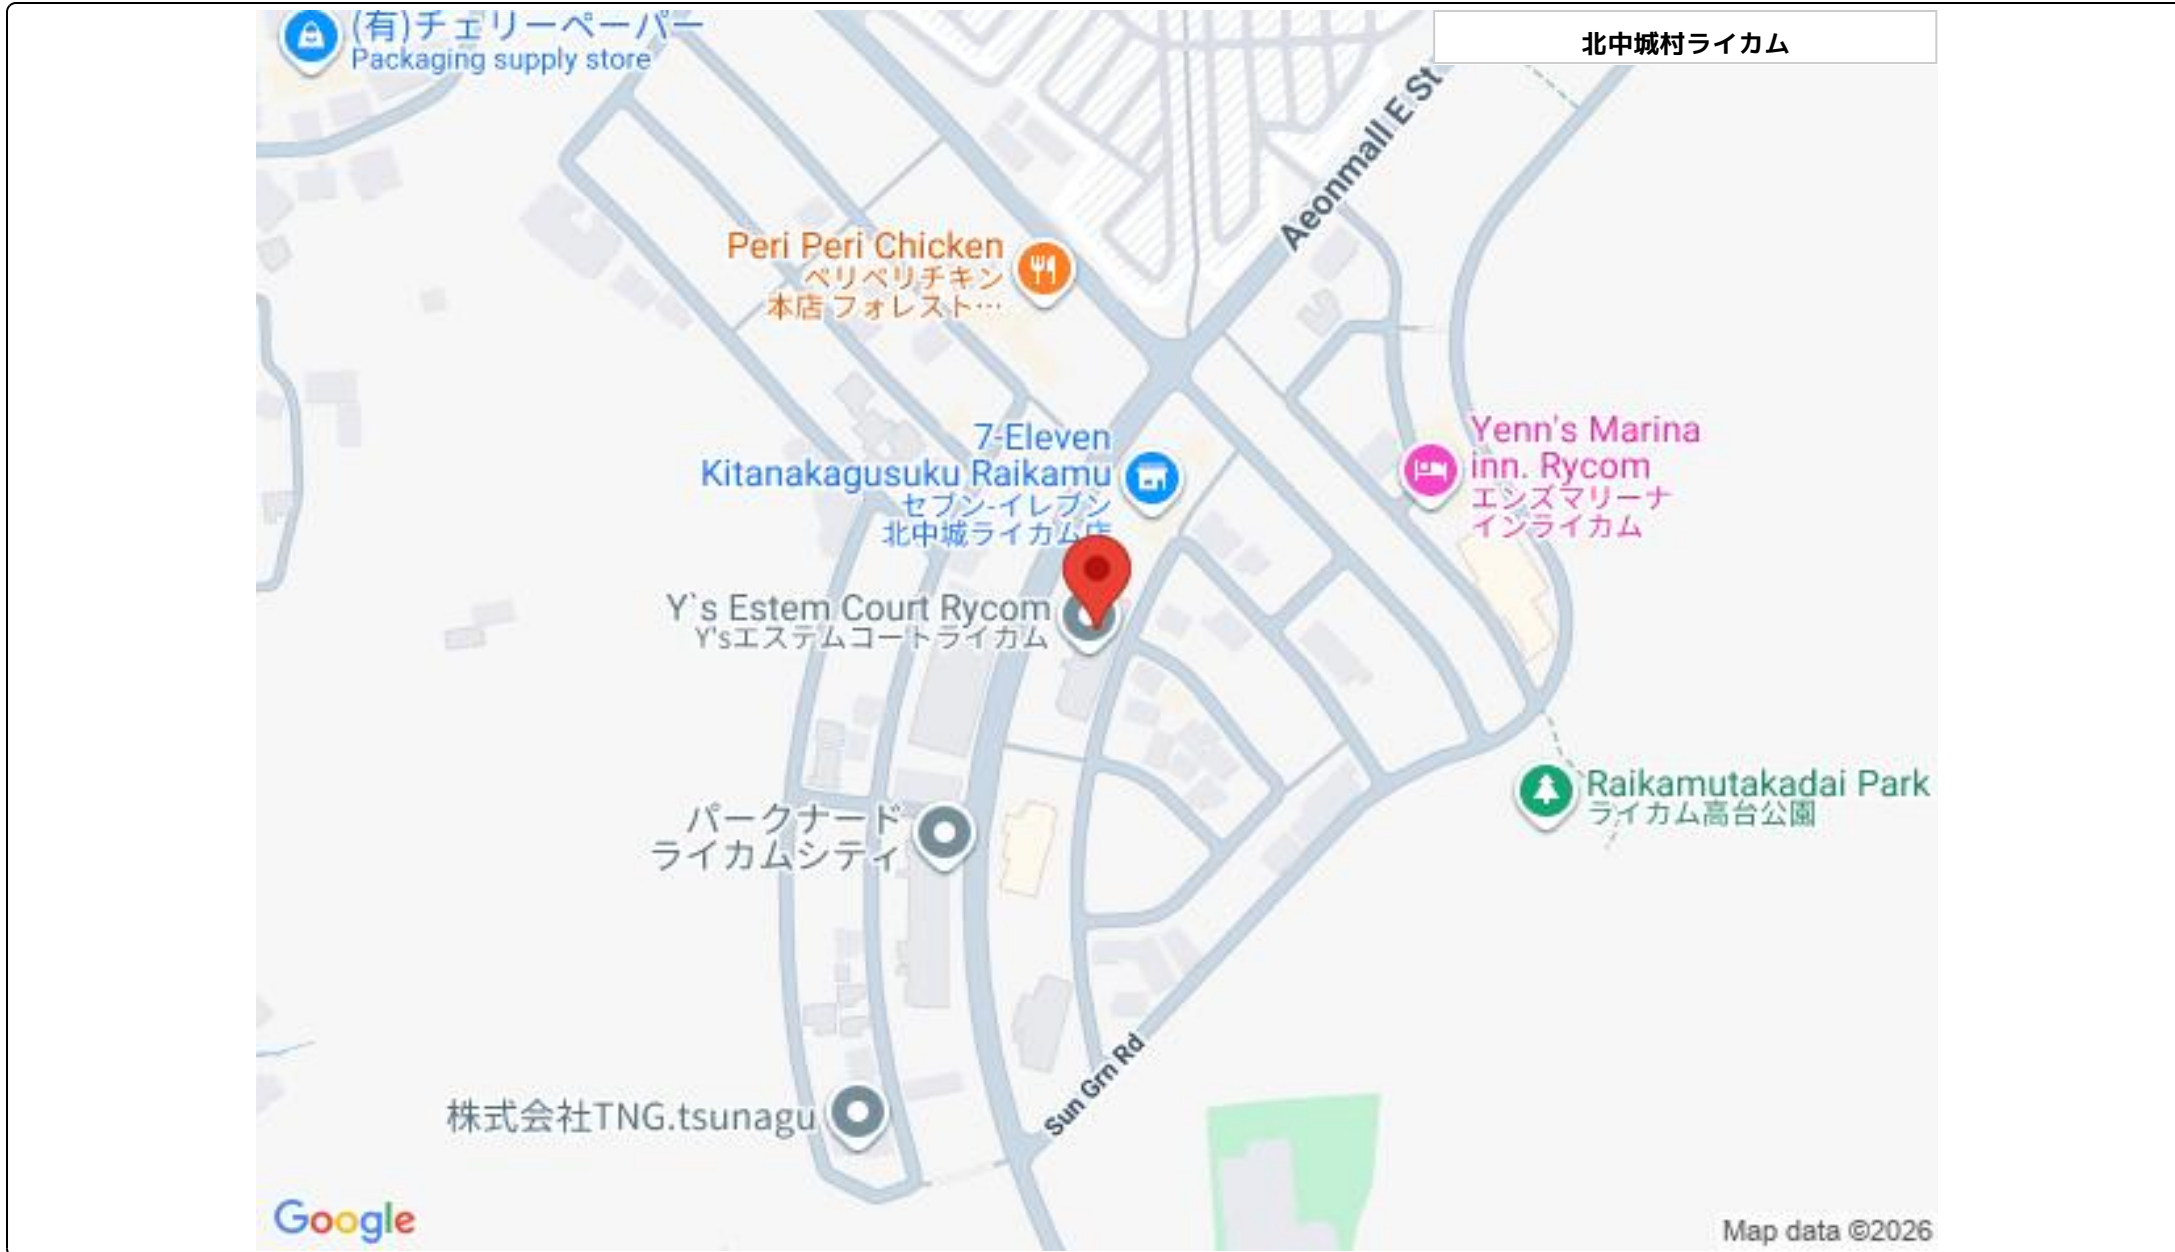 (有)チェリーペーパー
Packaging supply store
北中城村ライカム
Aeonmall E St
Peri Peri Chicken
ペリペリチキン
本店 フォレスト…
7-Eleven
Kitanakagusuku Raikamu
セブン-イレブン
北中城ライカム店
Yenn's Marina
inn. Rycom
エンズマリーナ
インライカム
Y`s Estem Court Rycom
Y'sエステムコートライカム
Raikamutakadai Park
ライカム高台公園
パークナード
ライカムシティ
Sun Grn Rd
株式会社TNG.tsunagu
Google
Map data ©2026